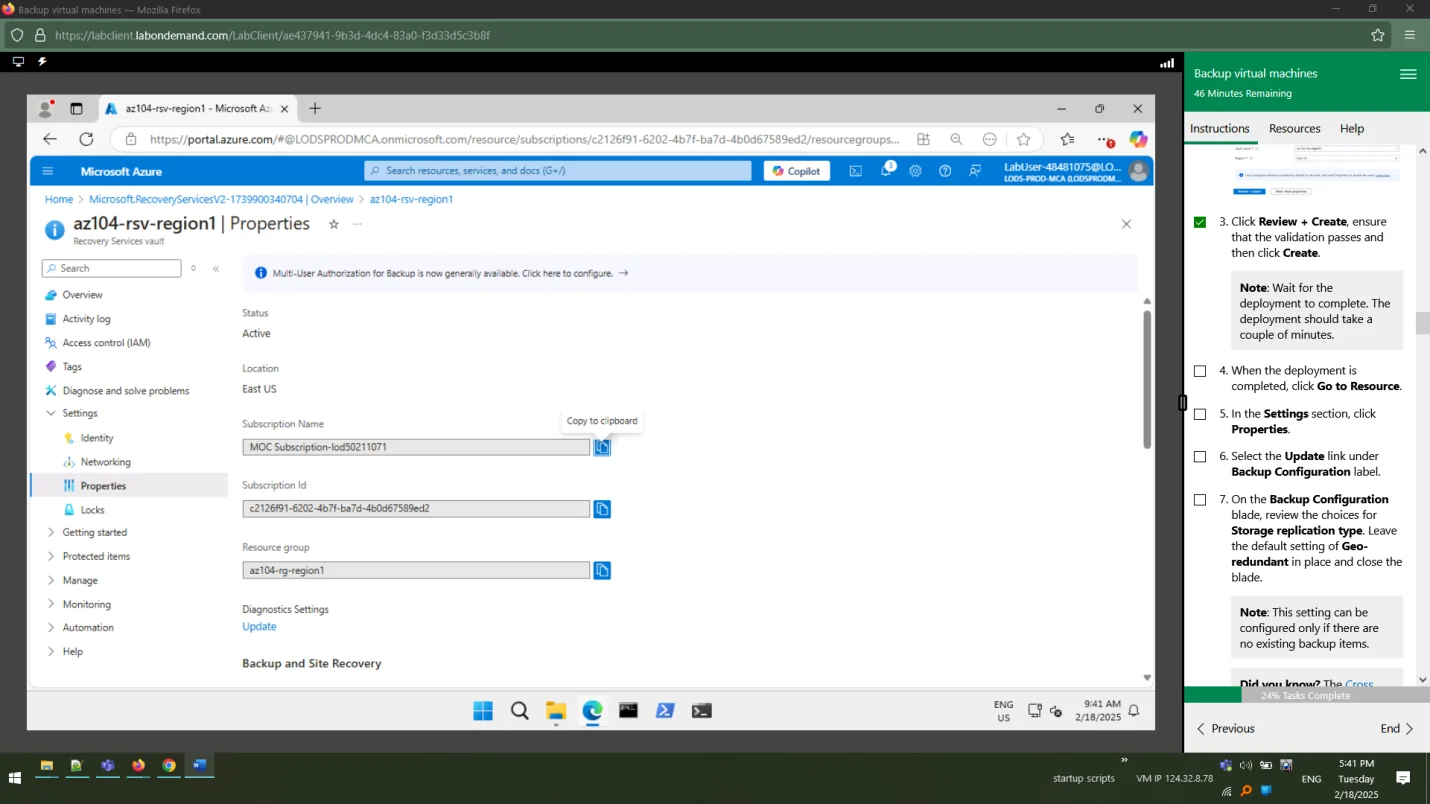 Backup virtual machines — Mozilla Firefox
https://labclient.labondemand.com/LabClient/ae437941-9b3d-4dc4-83a0-f3d33d5c3b8f
az104-rsv-region1 - Microsoft Az
https://portal.azure.com/#@LODSPRODMCA.onmicrosoft.com/resource/subscriptions/c2126f91-6202-4b7f-ba7d-4b0d67589ed2/resourcegroups...
Microsoft Azure
Search resources, services, and docs (G+/)
Copilot
3
LabUser-48481075@LO...
LODS-PROD-MCA (LODSPRODM...
Home > Microsoft.RecoveryServicesV2-1739900340704 | Overview > az104-rsv-region1
az104-rsv-region1 | Properties
Recovery Services vault
Search
Overview
Activity log
Access control (IAM)
Tags
Diagnose and solve problems
Settings
Identity
Networking
Properties
Locks
Getting started
Protected items
Manage
Monitoring
Automation
Help
Multi-User Authorization for Backup is now generally available. Click here to configure. →
Status
Active
Location
East US
Subscription Name
Copy to clipboard
MOC Subscription-lod50211071
Subscription Id
c2126f91-6202-4b7f-ba7d-4b0d67589ed2
Resource group
az104-rg-region1
Diagnostics Settings
Update
Backup and Site Recovery
ENG
US
9:41 AM
2/18/2025
Backup virtual machines
46 Minutes Remaining
Instructions
Resources
Help
3. Click Review + Create, ensure
that the validation passes and
then click Create.
Note: Wait for the
deployment to complete. The
deployment should take a
couple of minutes.
4. When the deployment is
completed, click Go to Resource.
5. In the Settings section, click
Properties.
6. Select the Update link under
Backup Configuration label.
7. On the Backup Configuration
blade, review the choices for
Storage replication type. Leave
the default setting of Geo-
redundant in place and close the
blade.
Note: This setting can be
configured only if there are
no existing backup items.
Did you know? The Cross
24% Tasks Complete
Previous
End
startup scripts
VM IP 124.32.8.78
ENG
5:41 PM
Tuesday
2/18/2025